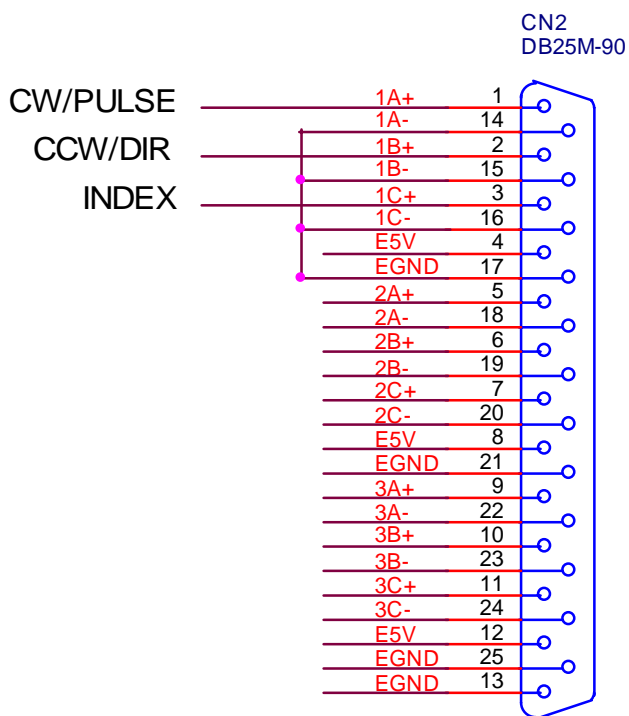 CN2
DB25M-90
CW/PULSE 1A+ 1
1A- 14
CCW/DIR 1B+ 2
1B- 15
INDEX 1C+ 3
1C- 16
E5V 4
EGND 17
2A+ 5
2A- 18
2B+ 6
2B- 19
2C+ 7
2C- 20
E5V 8
EGND 21
3A+ 9
3A- 22
3B+ 10
3B- 23
3C+ 11
3C- 24
E5V 12
EGND 25
EGND 13